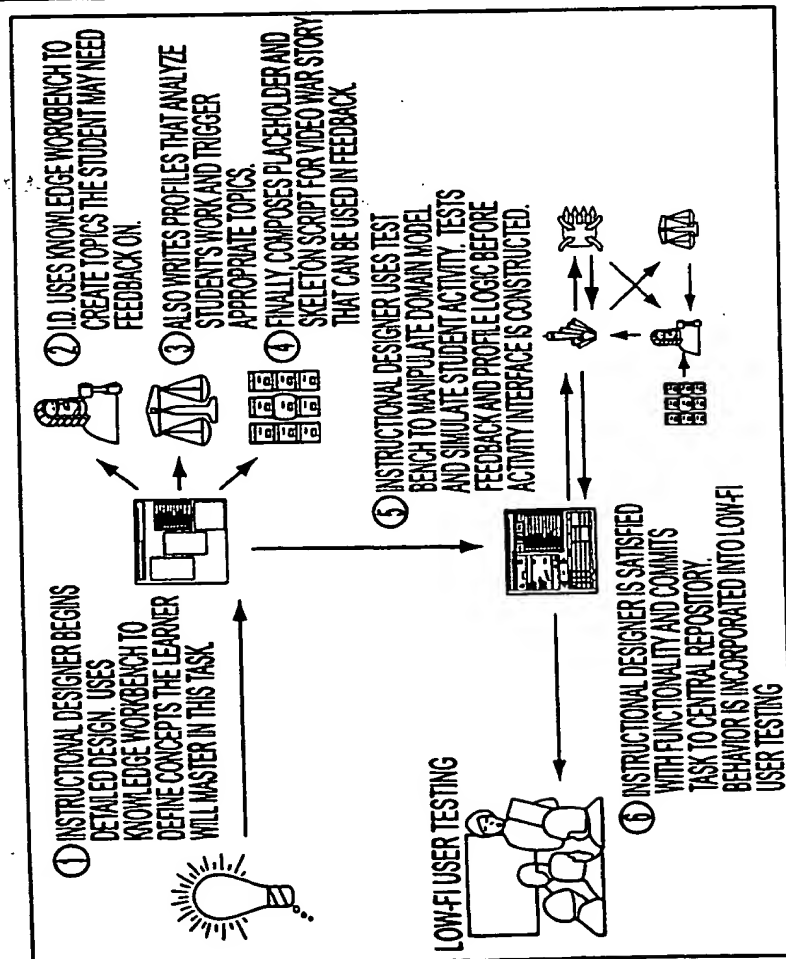 ① INSTRUCTIONAL DESIGNER BEGINS
DETAILED DESIGN. USES
KNOWLEDGE WORKBENCH TO
DEFINE CONCEPTS THE LEARNER
WILL MASTER IN THIS TASK.
② I.D. USES KNOWLEDGE WORKBENCH TO
CREATE TOPICS THE STUDENT MAY NEED
FEEDBACK ON.
③ ALSO WRITES PROFILES THAT ANALYZE
STUDENTS WORK AND TRIGGER
APPROPRIATE TOPICS.
④ FINALLY, COMPOSES PLACEHOLDER AND
SKELETON SCRIPT FOR VIDEO WAR STORY
THAT CAN BE USED IN FEEDBACK.
⑤ INSTRUCTIONAL DESIGNER USES TEST
BENCH TO MANIPULATE DOMAIN MODEL
AND SIMULATE STUDENT ACTIVITY. TESTS
FEEDBACK AND PROFILE LOGIC BEFORE
ACTIVITY INTERFACE IS CONSTRUCTED.
LOW-FI USER TESTING
⑥ INSTRUCTIONAL DESIGNER IS SATISFIED
WITH FUNCTIONALITY AND COMMITS
TASK TO CENTRAL REPOSITORY.
BEHAVIOR IS INCORPORATED INTO LOW-FI
USER TESTING